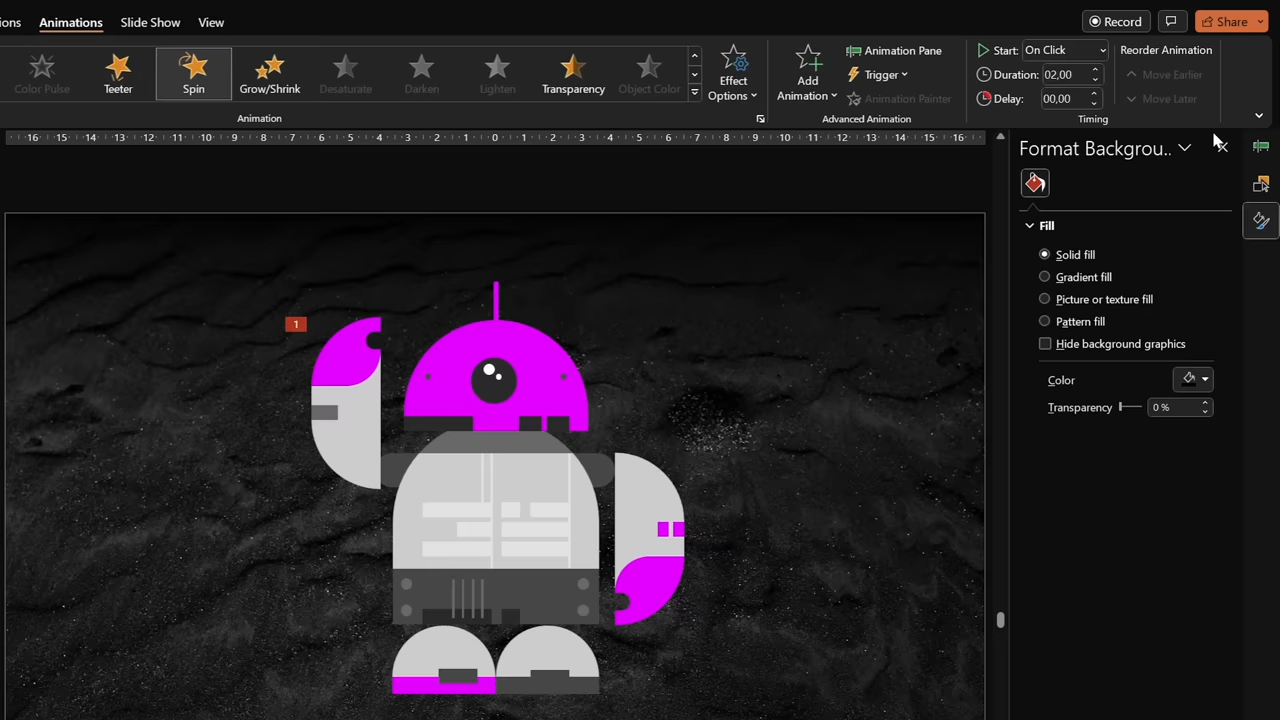 ions Animations Slide Show View Record Share
Color Pulse Teeter Spin Grow/Shrink Desaturate Darken Lighten Transparency Object Color
Effect Options
Add Animation
Animation Pane
Trigger
Animation Painter
Start: On Click
Duration: 02,00
Delay: 00,00
Reorder Animation
Move Earlier
Move Later
Animation Advanced Animation Timing
16 15 14 13 12 11 10 9 8 7 6 5 4 3 2 1 0 1 2 3 4 5 6 7 8 9 10 11 12 13 14 15 16
Format Backgrou...
Fill
Solid fill
Gradient fill
Picture or texture fill
Pattern fill
Hide background graphics
Color
Transparency 0 %
1